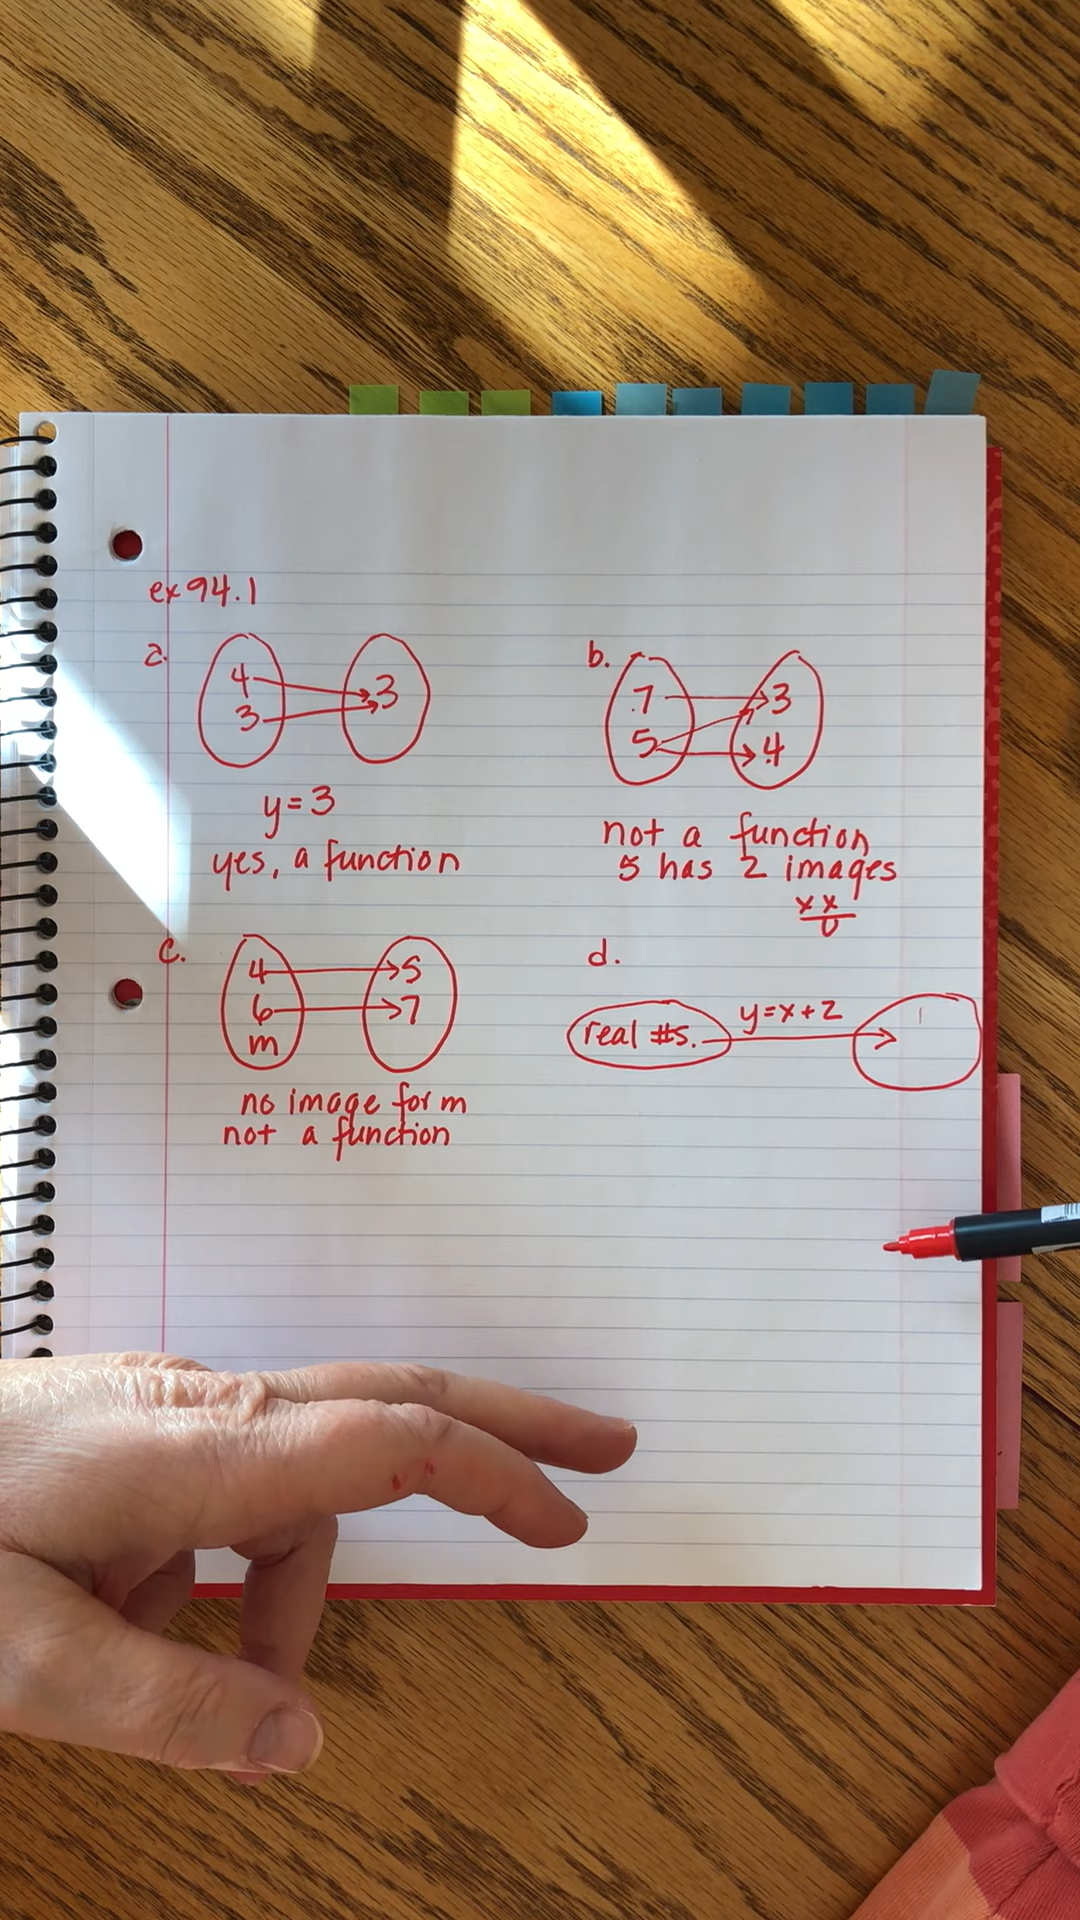 ex 94.1
a.
4
3
3
y=3
yes, a function
b.
7
5
3
4
not a function
5 has 2 images
x x
0
c.
4
6
m
5
7
no image for m
not a function
d.
real #s.
y=x+2